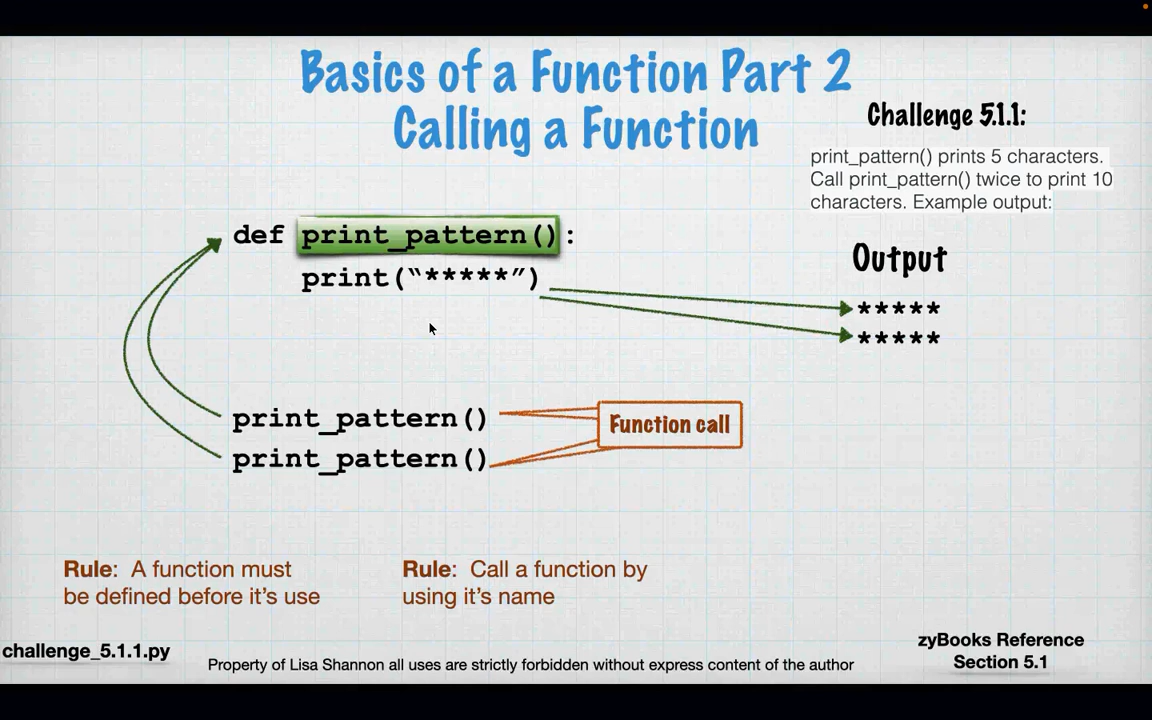 Basics of a Function Part 2
Calling a Function
Challenge 5.1.1:
print_pattern() prints 5 characters.
Call print_pattern() twice to print 10
characters. Example output:
def print_pattern():
print(“*****”)
Output
*****
*****
print_pattern()
print_pattern()
Function call
Rule: A function must
be defined before it’s use
Rule: Call a function by
using it’s name
challenge_5.1.1.py
Property of Lisa Shannon all uses are strictly forbidden without express content of the author
zyBooks Reference
Section 5.1